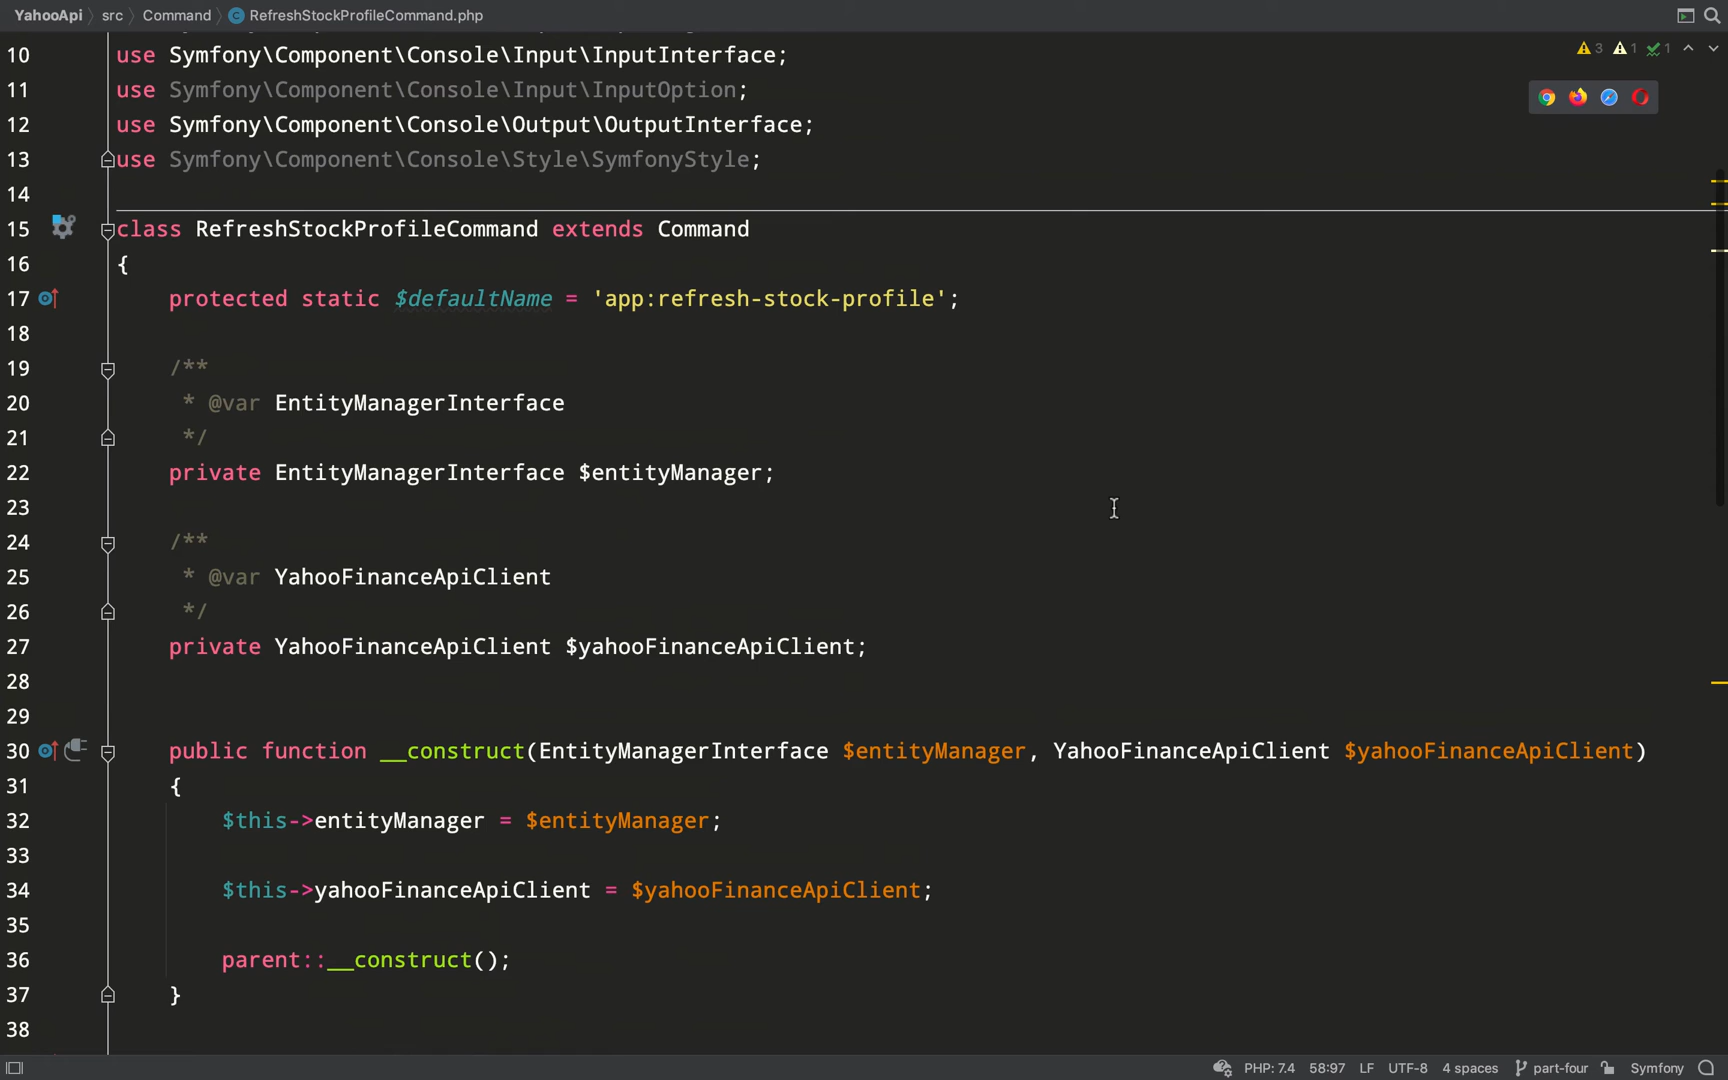 YahooApi src Command RefreshStockProfileCommand.php
3 1 1
10 use Symfony\Component\Console\Input\InputInterface;
11 use Symfony\Component\Console\Input\InputOption;
12 use Symfony\Component\Console\Output\OutputInterface;
13 use Symfony\Component\Console\Style\SymfonyStyle;
14
15 class RefreshStockProfileCommand extends Command
16 {
17 protected static $defaultName = 'app:refresh-stock-profile';
18
19 /**
20 * @var EntityManagerInterface
21 */
22 private EntityManagerInterface $entityManager;
23
24 /**
25 * @var YahooFinanceApiClient
26 */
27 private YahooFinanceApiClient $yahooFinanceApiClient;
28
29
30 public function __construct(EntityManagerInterface $entityManager, YahooFinanceApiClient $yahooFinanceApiClient)
31 {
32 $this->entityManager = $entityManager;
33
34 $this->yahooFinanceApiClient = $yahooFinanceApiClient;
35
36 parent::__construct();
37 }
38
PHP: 7.4 58:97 LF UTF-8 4 spaces part-four Symfony